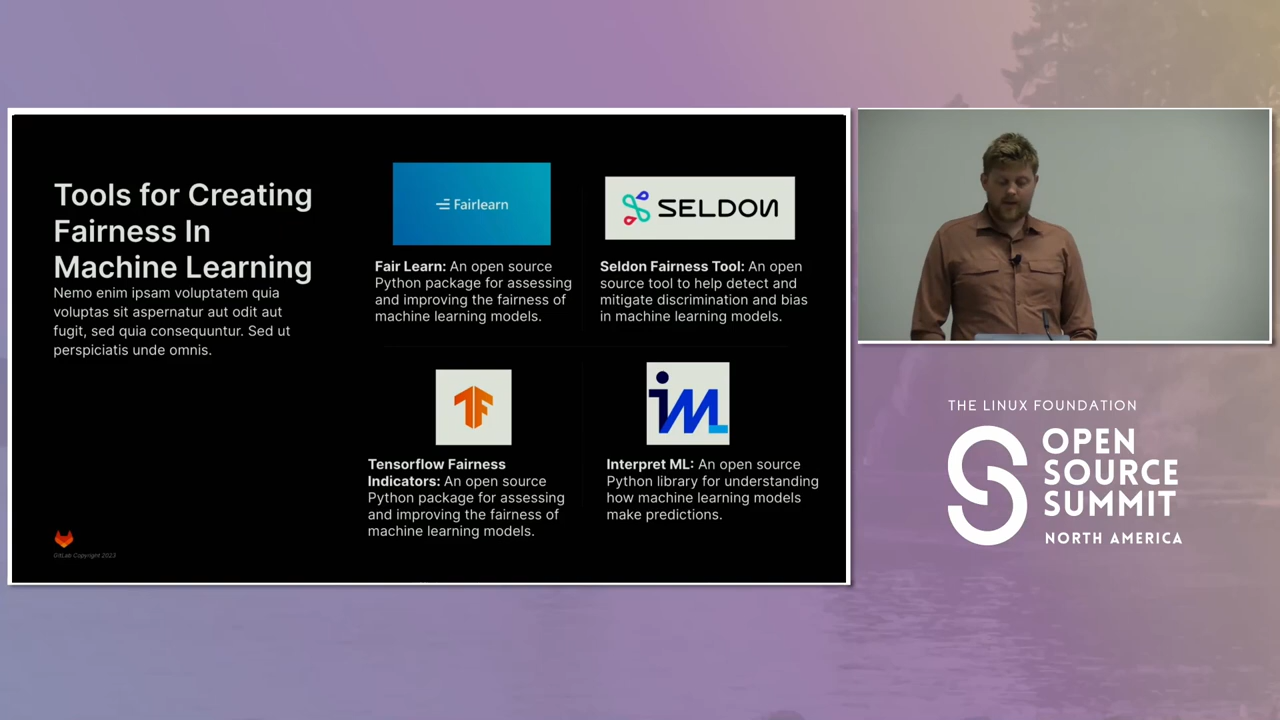 Tools for Creating
Fairness In
Machine Learning
Nemo enim ipsam voluptatem quia
voluptas sit aspernatur aut odit aut
fugit, sed quia consequuntur. Sed ut
perspiciatis unde omnis.
Fairlearn
Fair Learn: An open source
Python package for assessing
and improving the fairness of
machine learning models.
SELDON
Seldon Fairness Tool: An open
source tool to help detect and
mitigate discrimination and bias
in machine learning models.
TF
Tensorflow Fairness
Indicators: An open source
Python package for assessing
and improving the fairness of
machine learning models.
iML
Interpret ML: An open source
Python library for understanding
how machine learning models
make predictions.
GitLab Copyright 2023
THE LINUX FOUNDATION
OPEN
SOURCE
SUMMIT
NORTH AMERICA